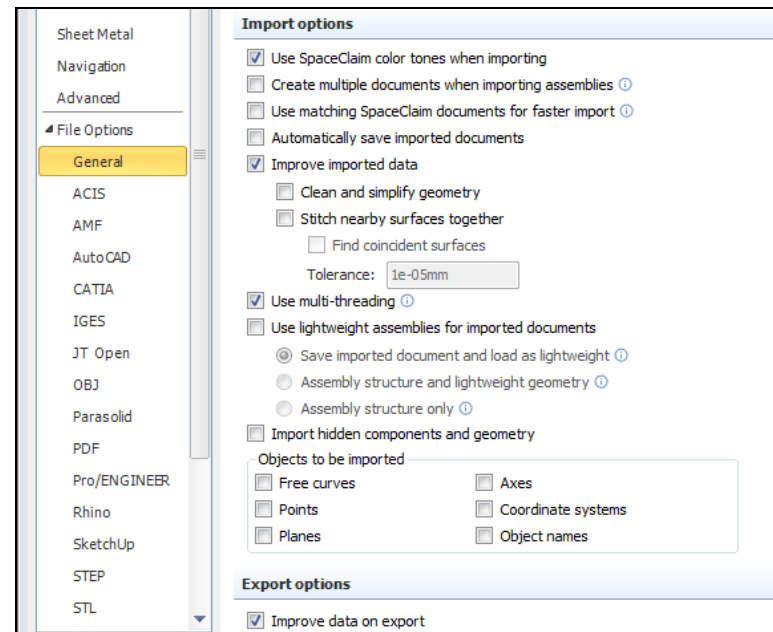 Sheet Metal
Navigation
Advanced
File Options
General
ACIS
AMF
AutoCAD
CATIA
IGES
JT Open
OBJ
Parasolid
PDF
Pro/ENGINEER
Rhino
SketchUp
STEP
STL
Import options
Use SpaceClaim color tones when importing
Create multiple documents when importing assemblies
Use matching SpaceClaim documents for faster import
Automatically save imported documents
Improve imported data
Clean and simplify geometry
Stitch nearby surfaces together
Find coincident surfaces
Tolerance: 1e-05mm
Use multi-threading
Use lightweight assemblies for imported documents
Save imported document and load as lightweight
Assembly structure and lightweight geometry
Assembly structure only
Import hidden components and geometry
Objects to be imported
Free curves Axes
Points Coordinate systems
Planes Object names
Export options
Improve data on export